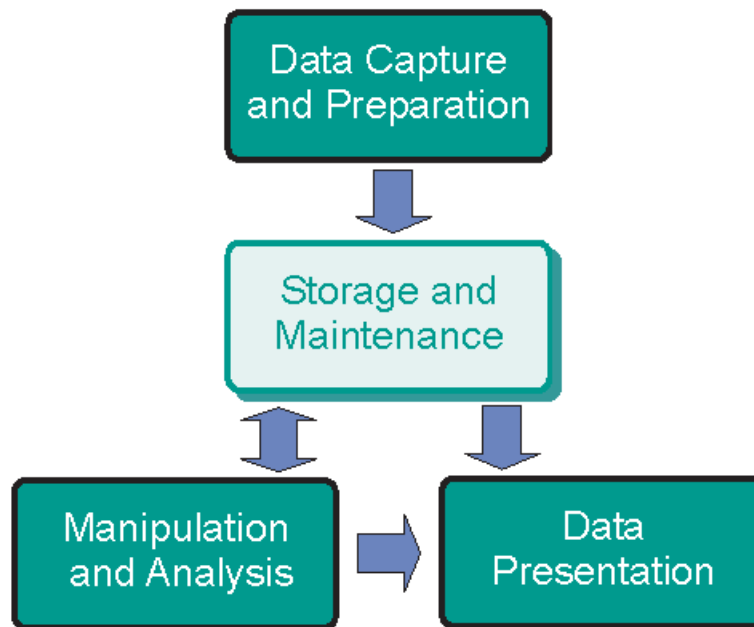 Data Capture
and Preparation
Storage and
Maintenance
Manipulation
and Analysis
Data
Presentation